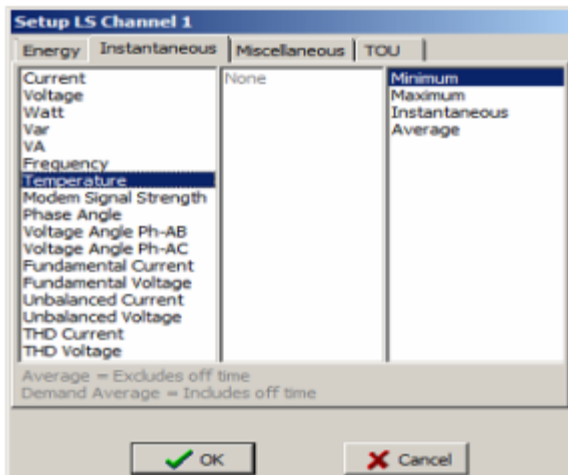 Setup LS Channel 1
Energy Instantaneous Miscellaneous TOU
Current
Voltage
Watt
Var
VA
Frequency
Temperature
Modem Signal Strength
Phase Angle
Voltage Angle Ph-AB
Voltage Angle Ph-AC
Fundamental Current
Fundamental Voltage
Unbalanced Current
Unbalanced Voltage
THD Current
THD Voltage
None
Minimum
Maximum
Instantaneous
Average
Average = Excludes off time
Demand Average = Includes off time
OK Cancel